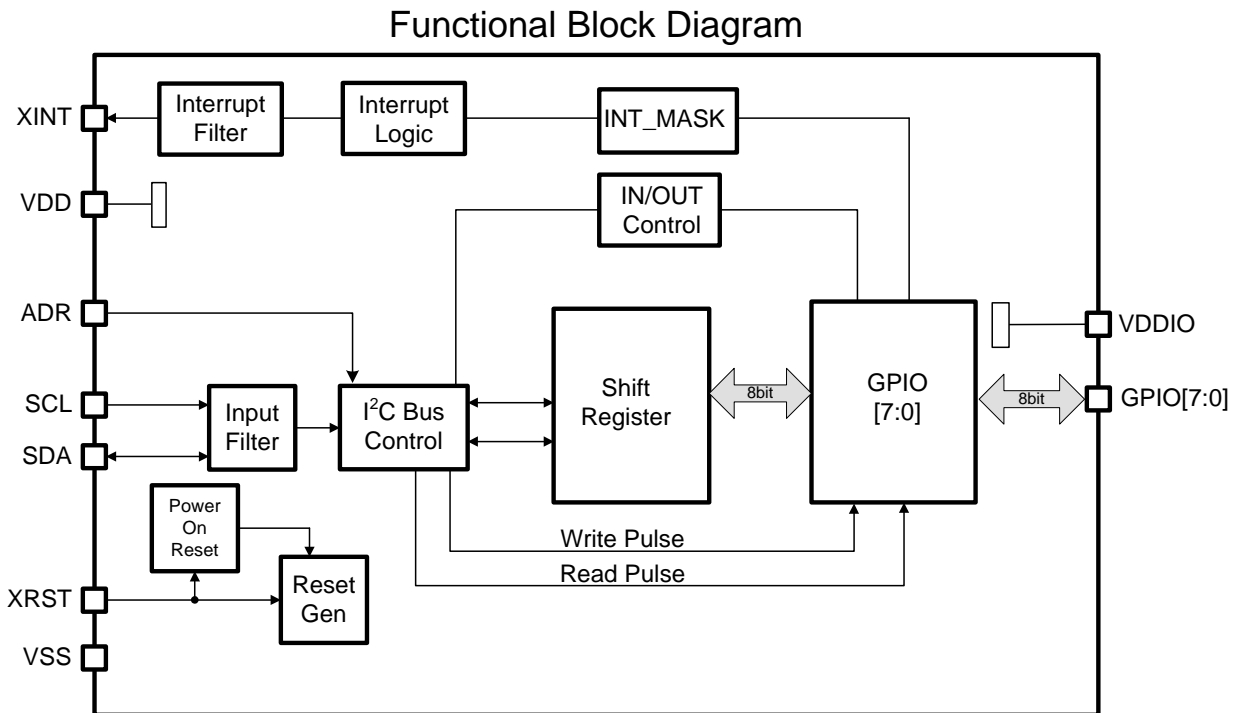 Functional Block Diagram
XINT
Interrupt
Filter
Interrupt
Logic
INT_MASK
VDD
IN/OUT
Control
ADR
VDDIO
SCL
SDA
Input
Filter
I²C Bus
Control
Shift
Register
8bit
GPIO
[7:0]
8bit
GPIO[7:0]
Power
On
Reset
Write Pulse
Read Pulse
XRST
Reset
Gen
VSS